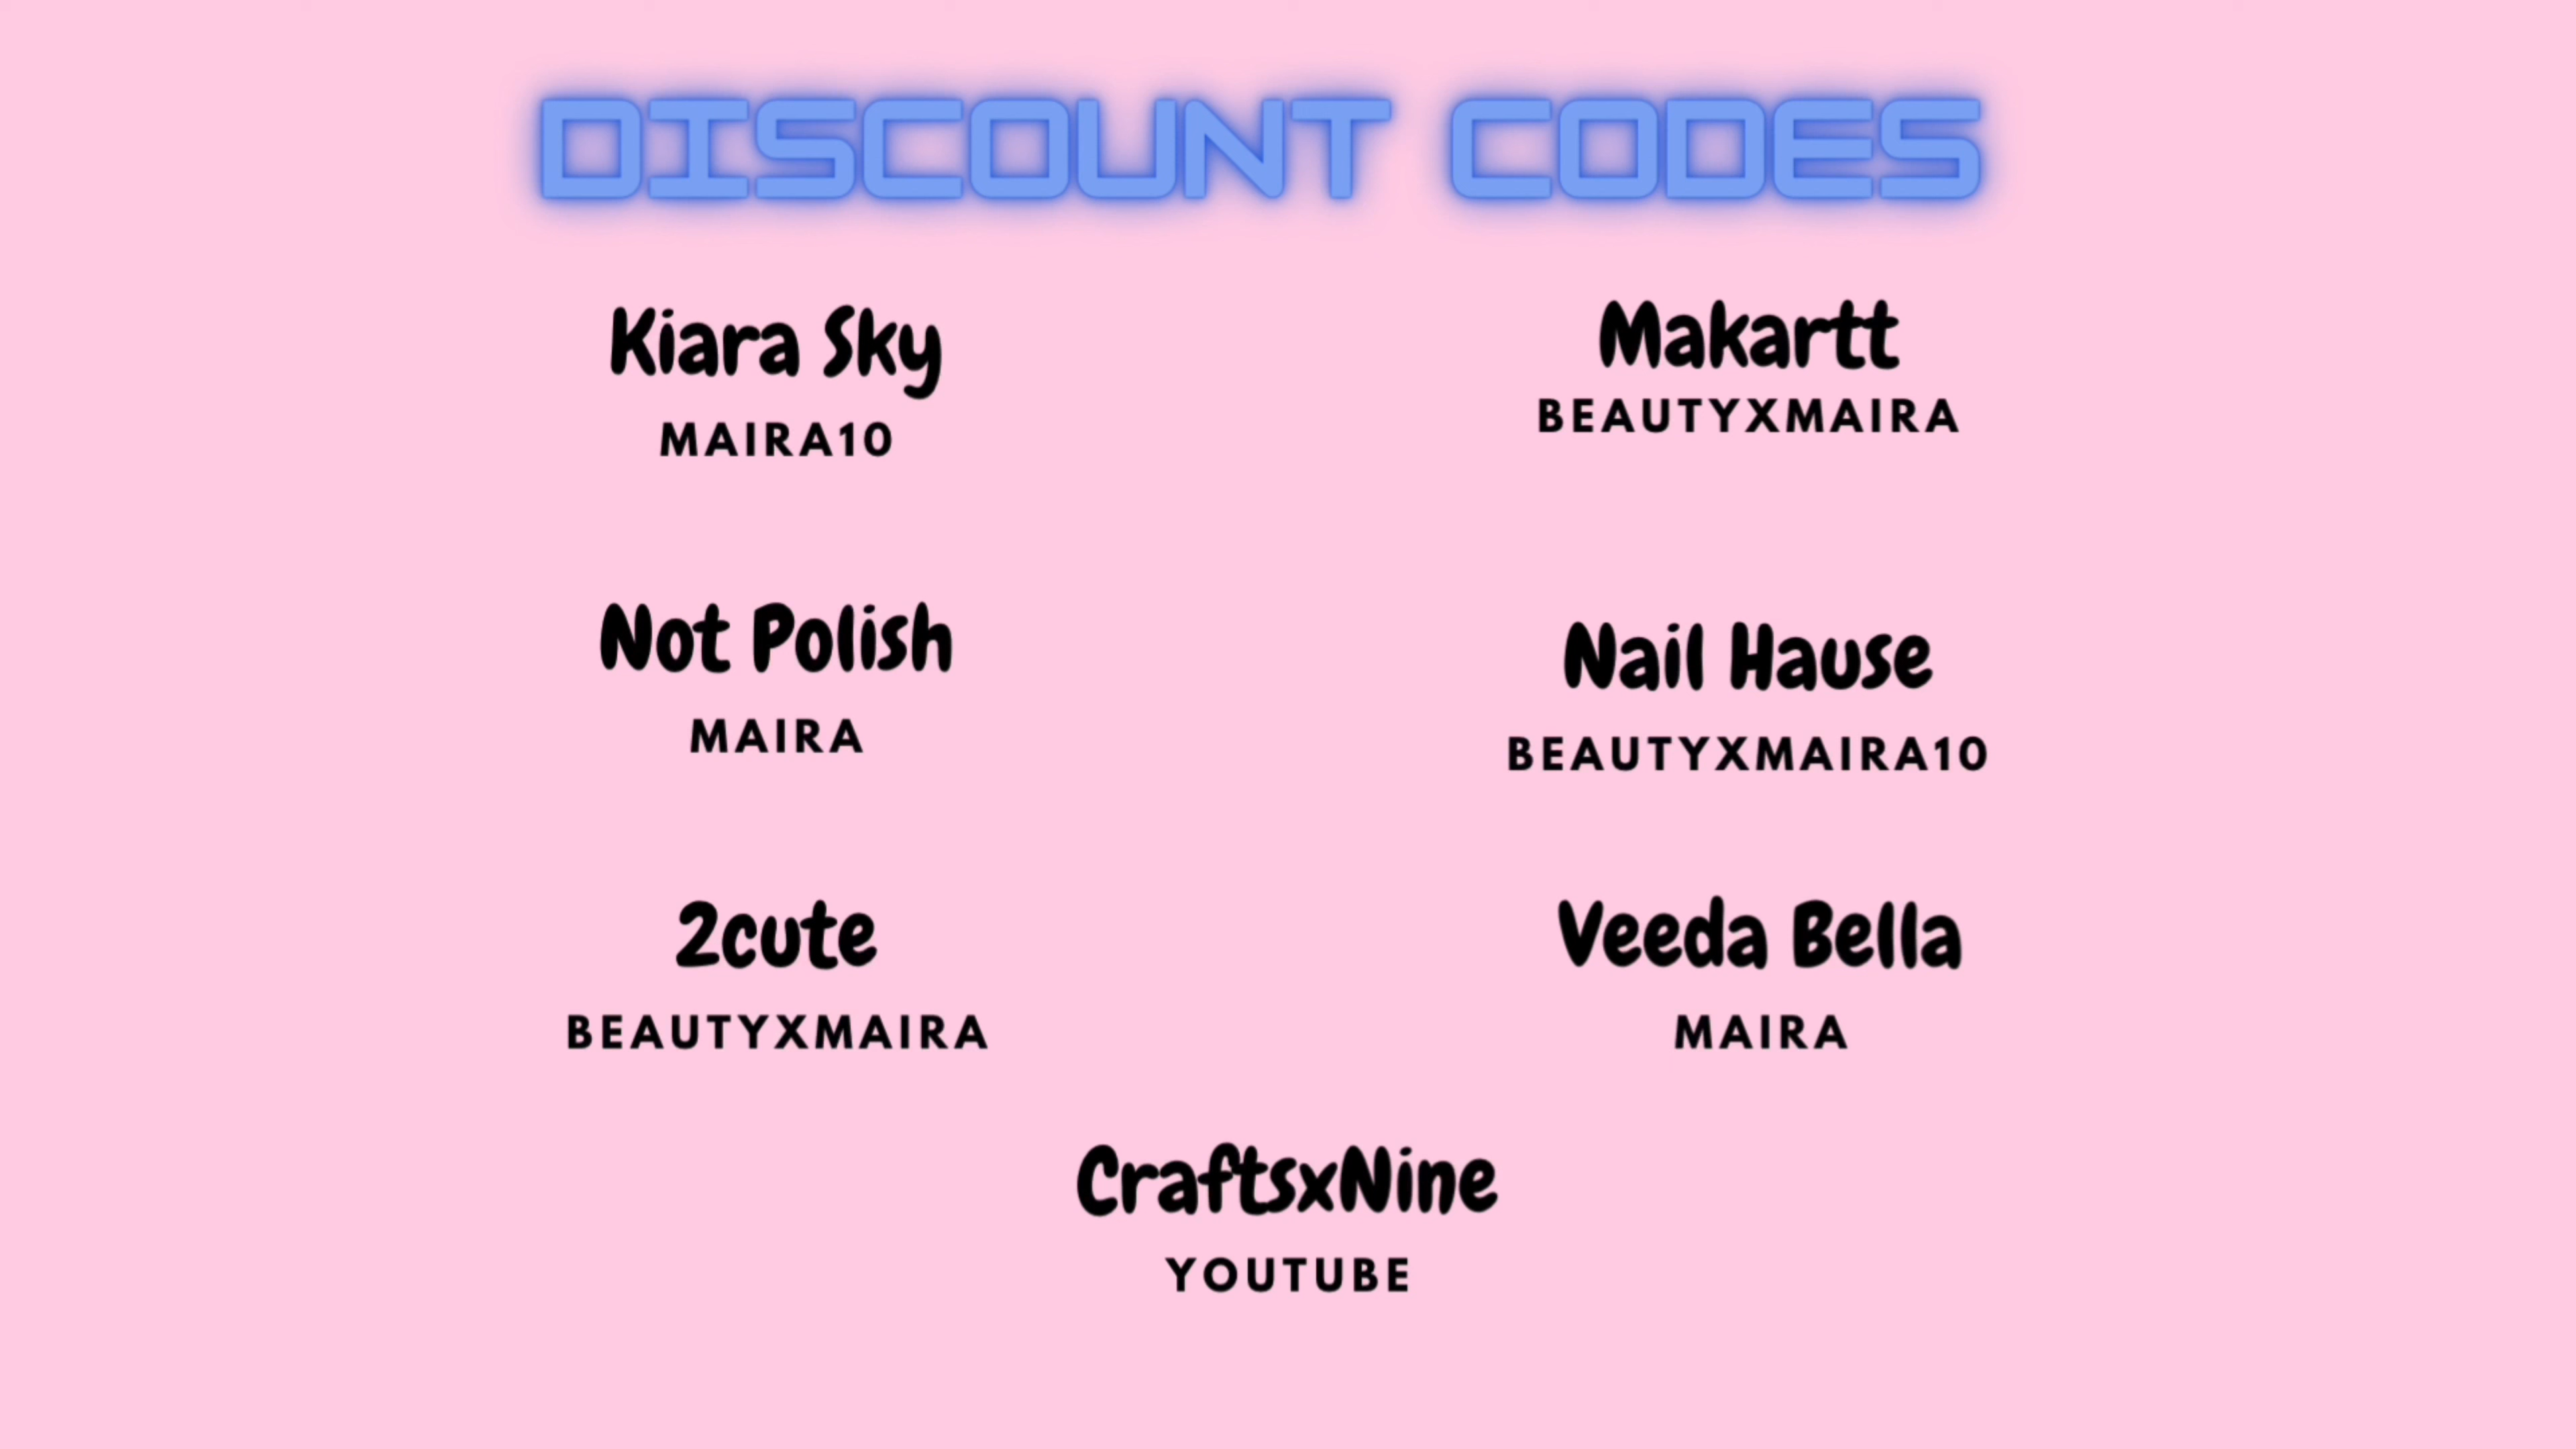 DISCOUNT CODES
Kiara Sky
MAIRA10
Makartt
BEAUTYXMAIRA
Not Polish
MAIRA
Nail Hause
BEAUTYXMAIRA10
2cute
BEAUTYXMAIRA
Veeda Bella
MAIRA
CraftsxNine
YOUTUBE